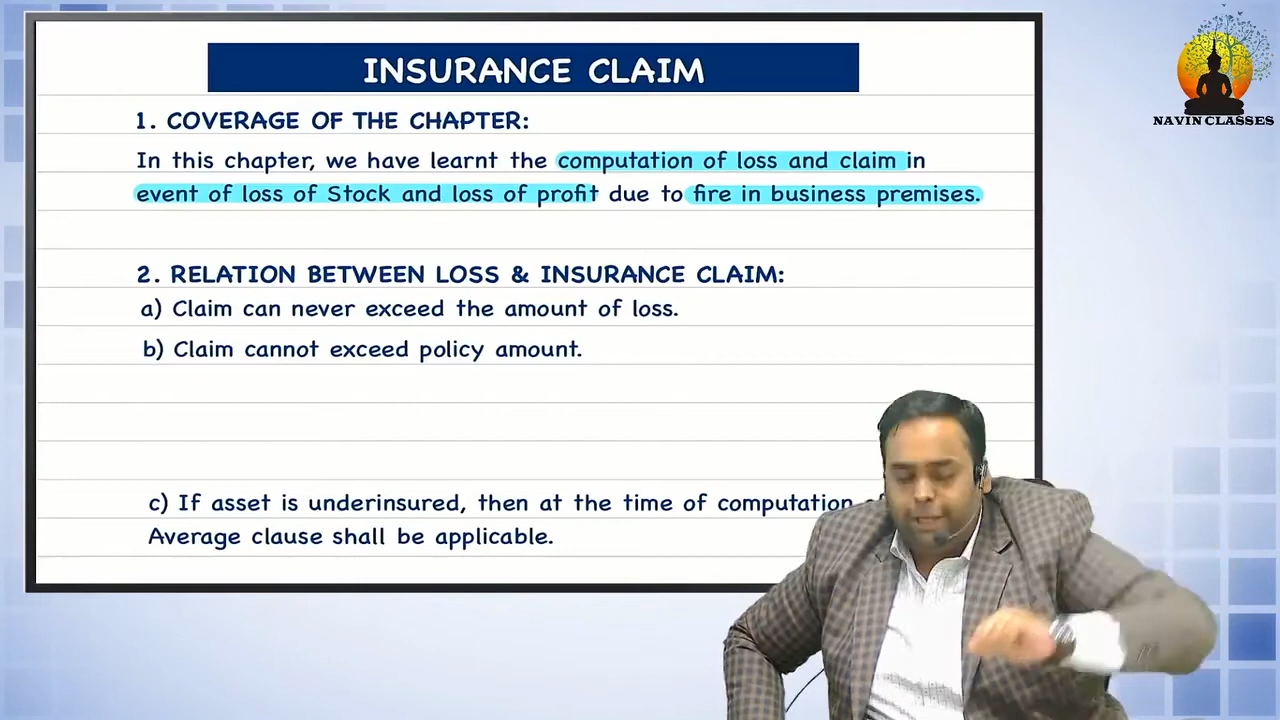 INSURANCE CLAIM
NAVIN CLASSES
1. COVERAGE OF THE CHAPTER:
In this chapter, we have learnt the computation of loss and claim in
event of loss of Stock and loss of profit due to fire in business premises.
2. RELATION BETWEEN LOSS & INSURANCE CLAIM:
a) Claim can never exceed the amount of loss.
b) Claim cannot exceed policy amount.
c) If asset is underinsured, then at the time of computation
Average clause shall be applicable.